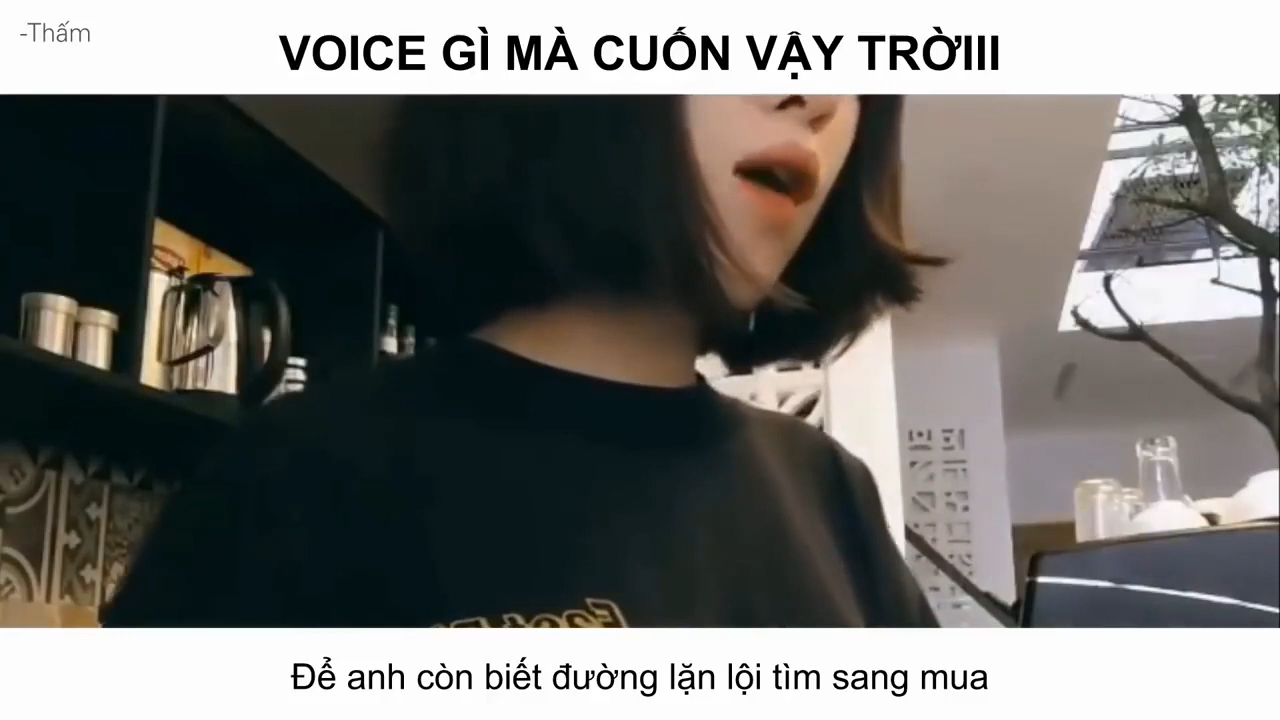 -Thấm
VOICE GÌ MÀ CUỐN VẬY TRỜIII
Để anh còn biết đường lặn lội tìm sang mua